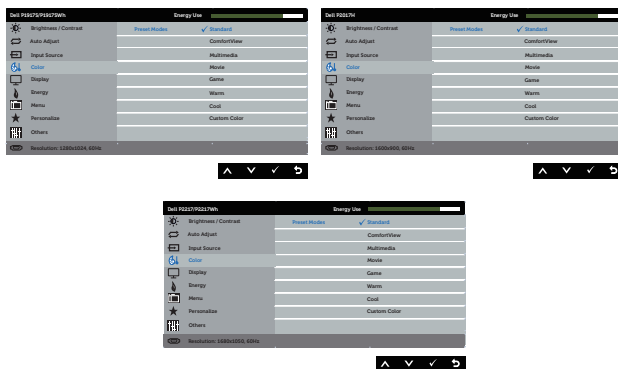 Dell P1917S/P1917SWh Energy Use
Brightness / Contrast Preset Modes ✓ Standard
Auto Adjust ComfortView
Input Source Multimedia
Color Movie
Display Game
Energy Warm
Menu Cool
Personalize Custom Color
Others
Resolution: 1280x1024, 60Hz
Dell P2017H Energy Use
Brightness / Contrast Preset Modes ✓ Standard
Auto Adjust ComfortView
Input Source Multimedia
Color Movie
Display Game
Energy Warm
Menu Cool
Personalize Custom Color
Others
Resolution: 1600x900, 60Hz
Dell P2217/P2217Wh Energy Use
Brightness / Contrast Preset Modes ✓ Standard
Auto Adjust ComfortView
Input Source Multimedia
Color Movie
Display Game
Energy Warm
Menu Cool
Personalize Custom Color
Others
Resolution: 1680x1050, 60Hz